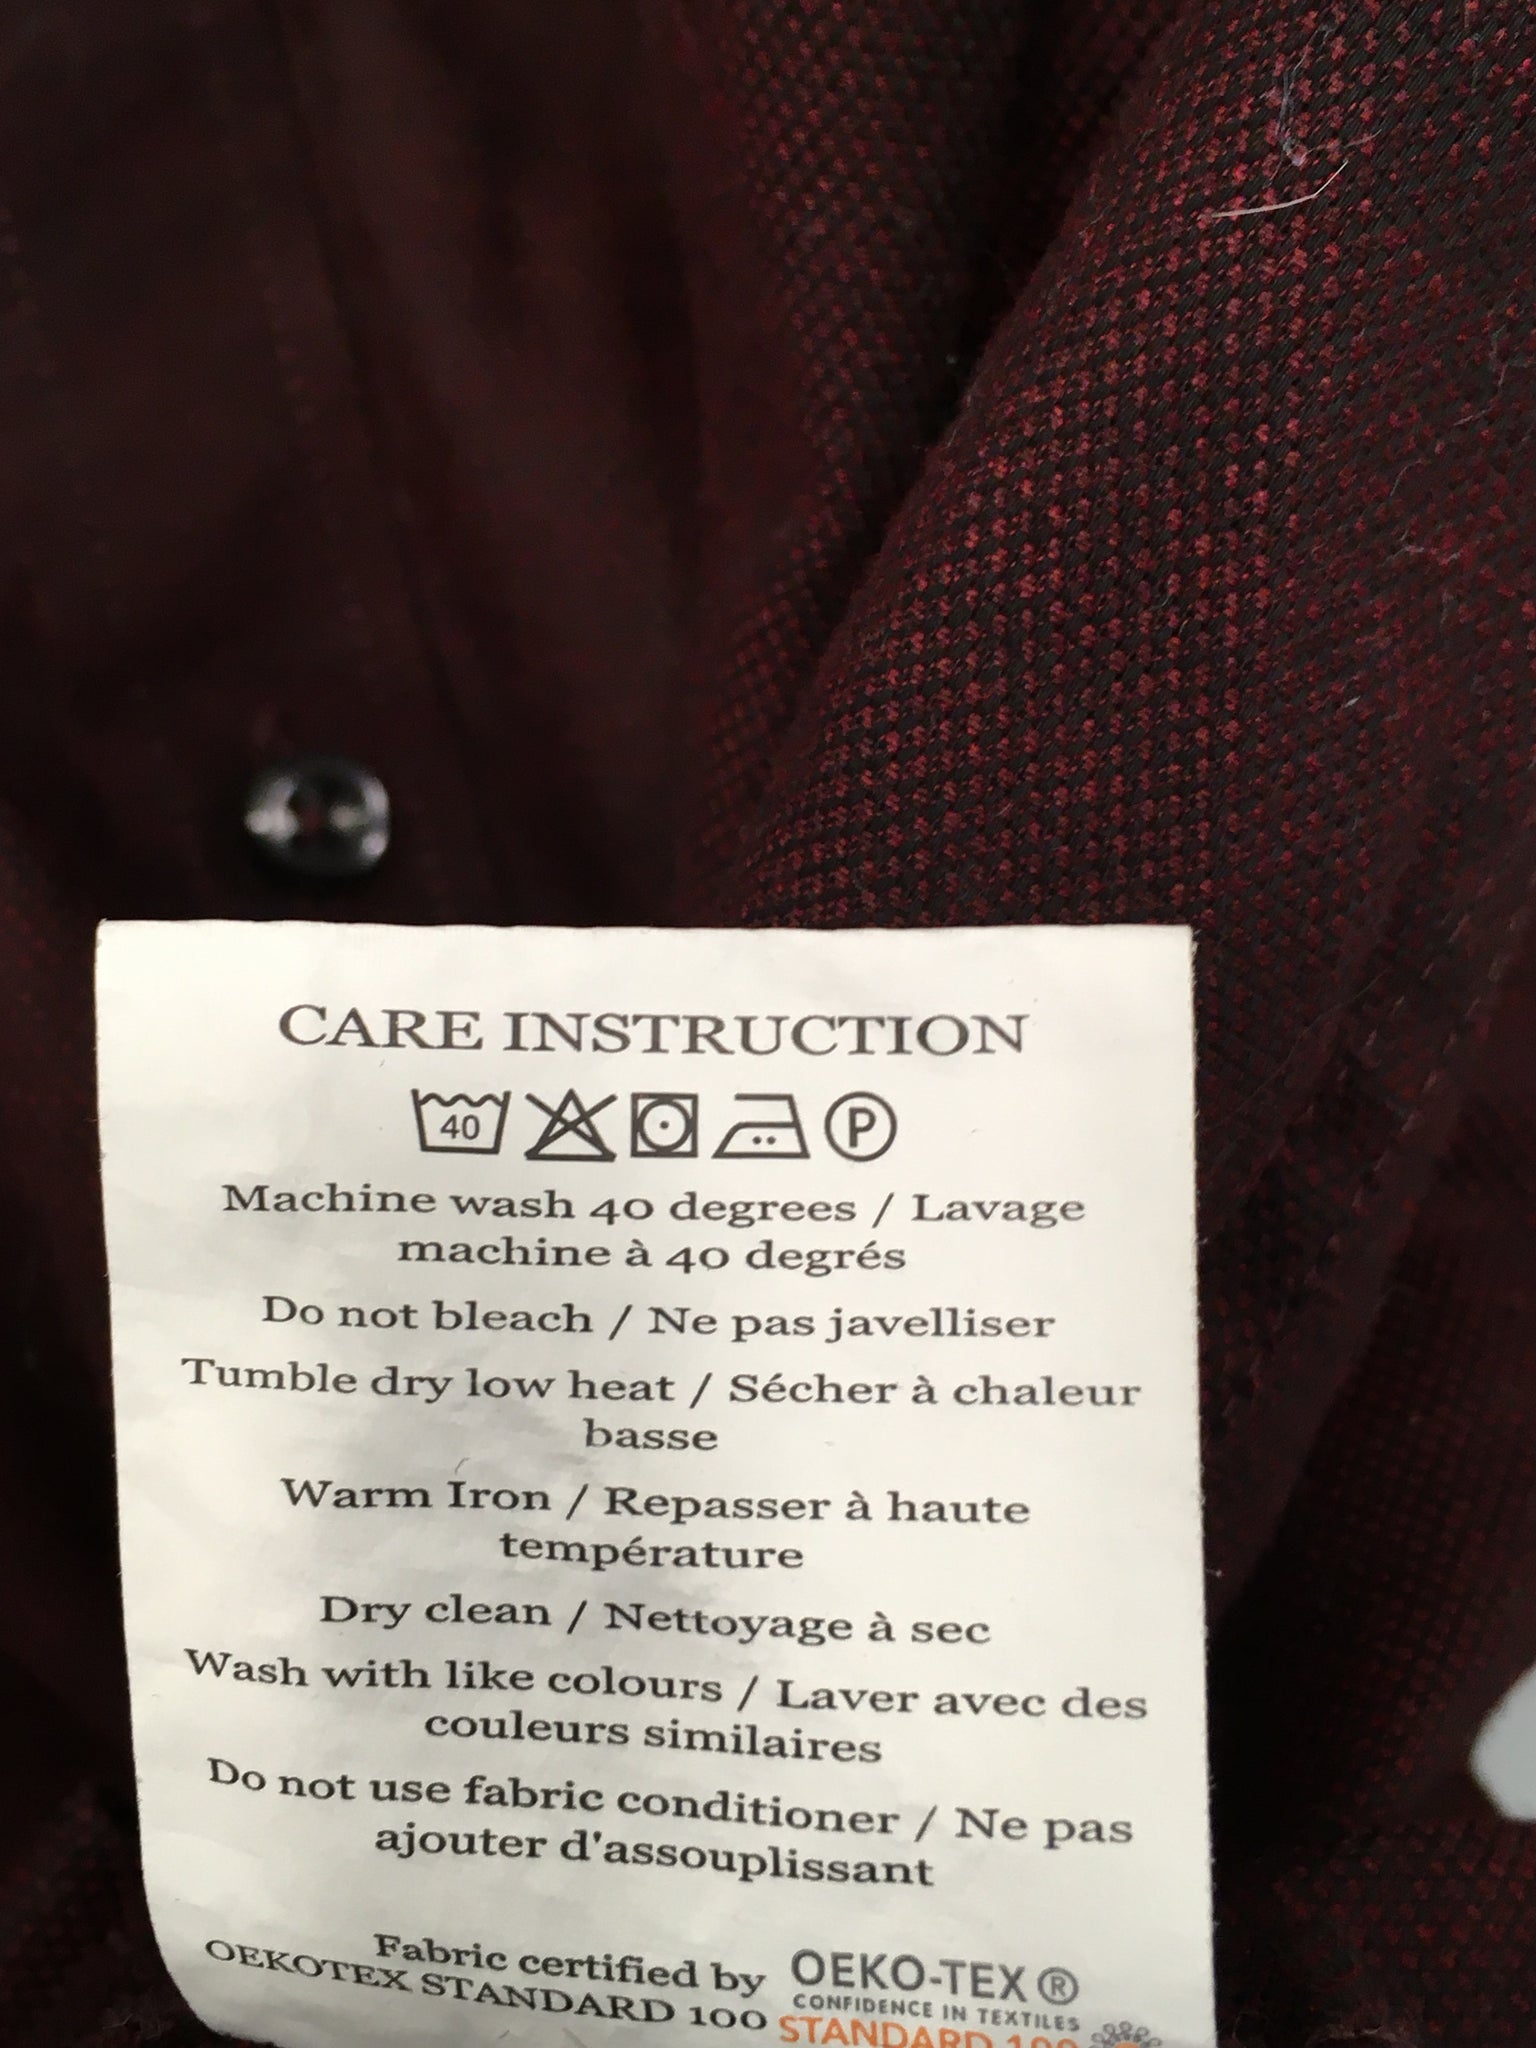 CARE INSTRUCTION
40 P
Machine wash 40 degrees / Lavage
machine à 40 degrés
Do not bleach / Ne pas javelliser
Tumble dry low heat / Sécher à chaleur
basse
Warm Iron / Repasser à haute
température
Dry clean / Nettoyage à sec
Wash with like colours / Laver avec des
couleurs similaires
Do not use fabric conditioner / Ne pas
ajouter d'assouplissant
Fabric certified by
OEKOTEX STANDARD 100
OEKO-TEX®
CONFIDENCE IN TEXTILES
STANDARD 100